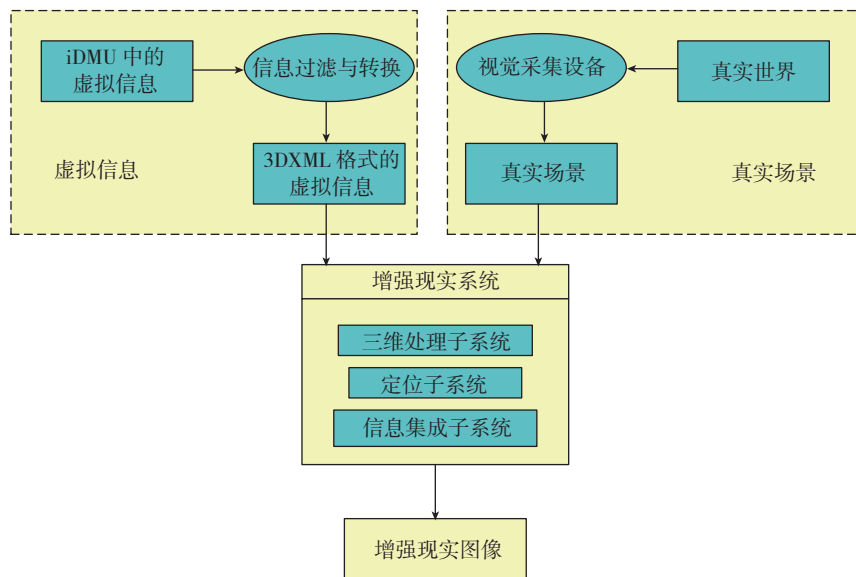 iDMU 中的
虚拟信息
信息过滤与转换
3DXML 格式的
虚拟信息
虚拟信息
视觉采集设备
真实世界
真实场景
真实场景
增强现实系统
三维处理子系统
定位子系统
信息集成子系统
增强现实图像